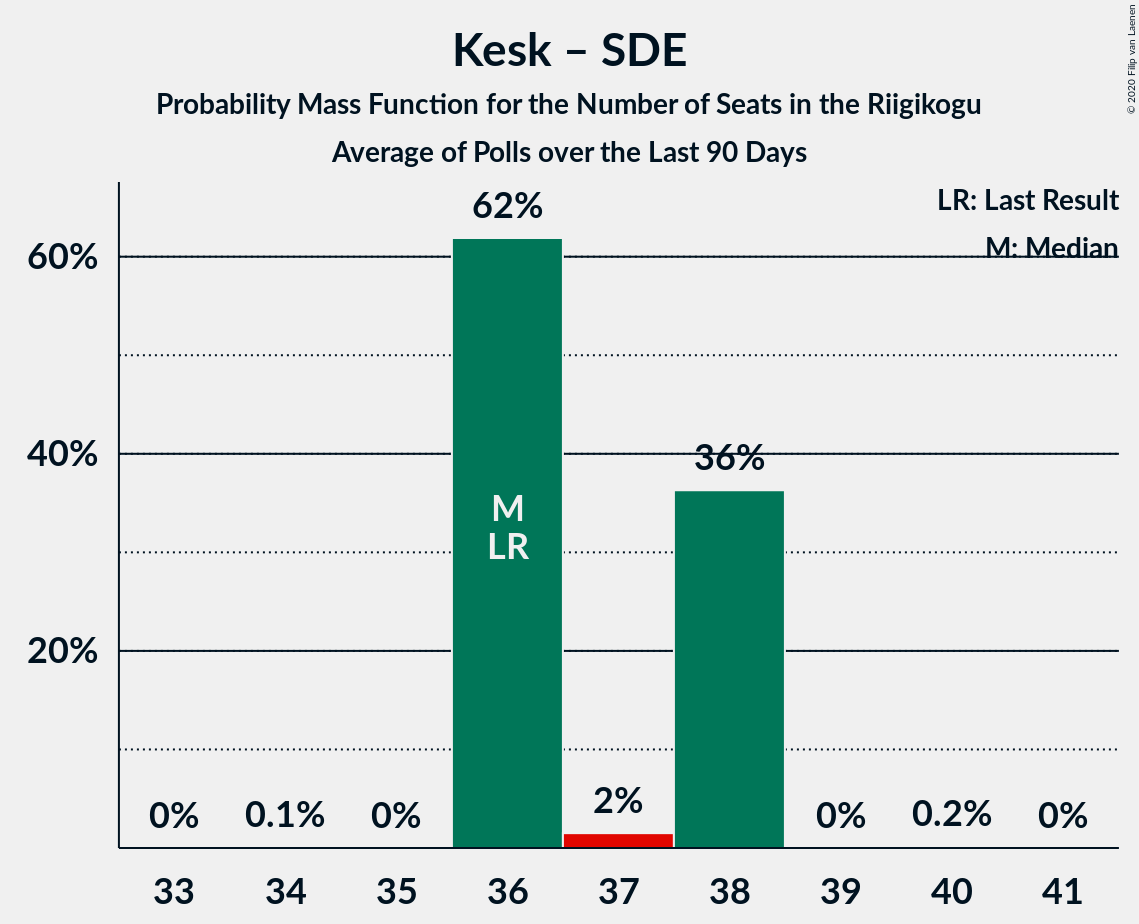 Kesk – SDE
Probability Mass Function for the Number of Seats in the Riigikogu
Average of Polls over the Last 90 Days
© 2020 Filip van Laenen
LR: Last Result
M: Median
62%
60%
40%
36%
M
LR
20%
0%
0.1%
0%
2%
0%
0.2%
0%
33
34
35
36
37
38
39
40
41